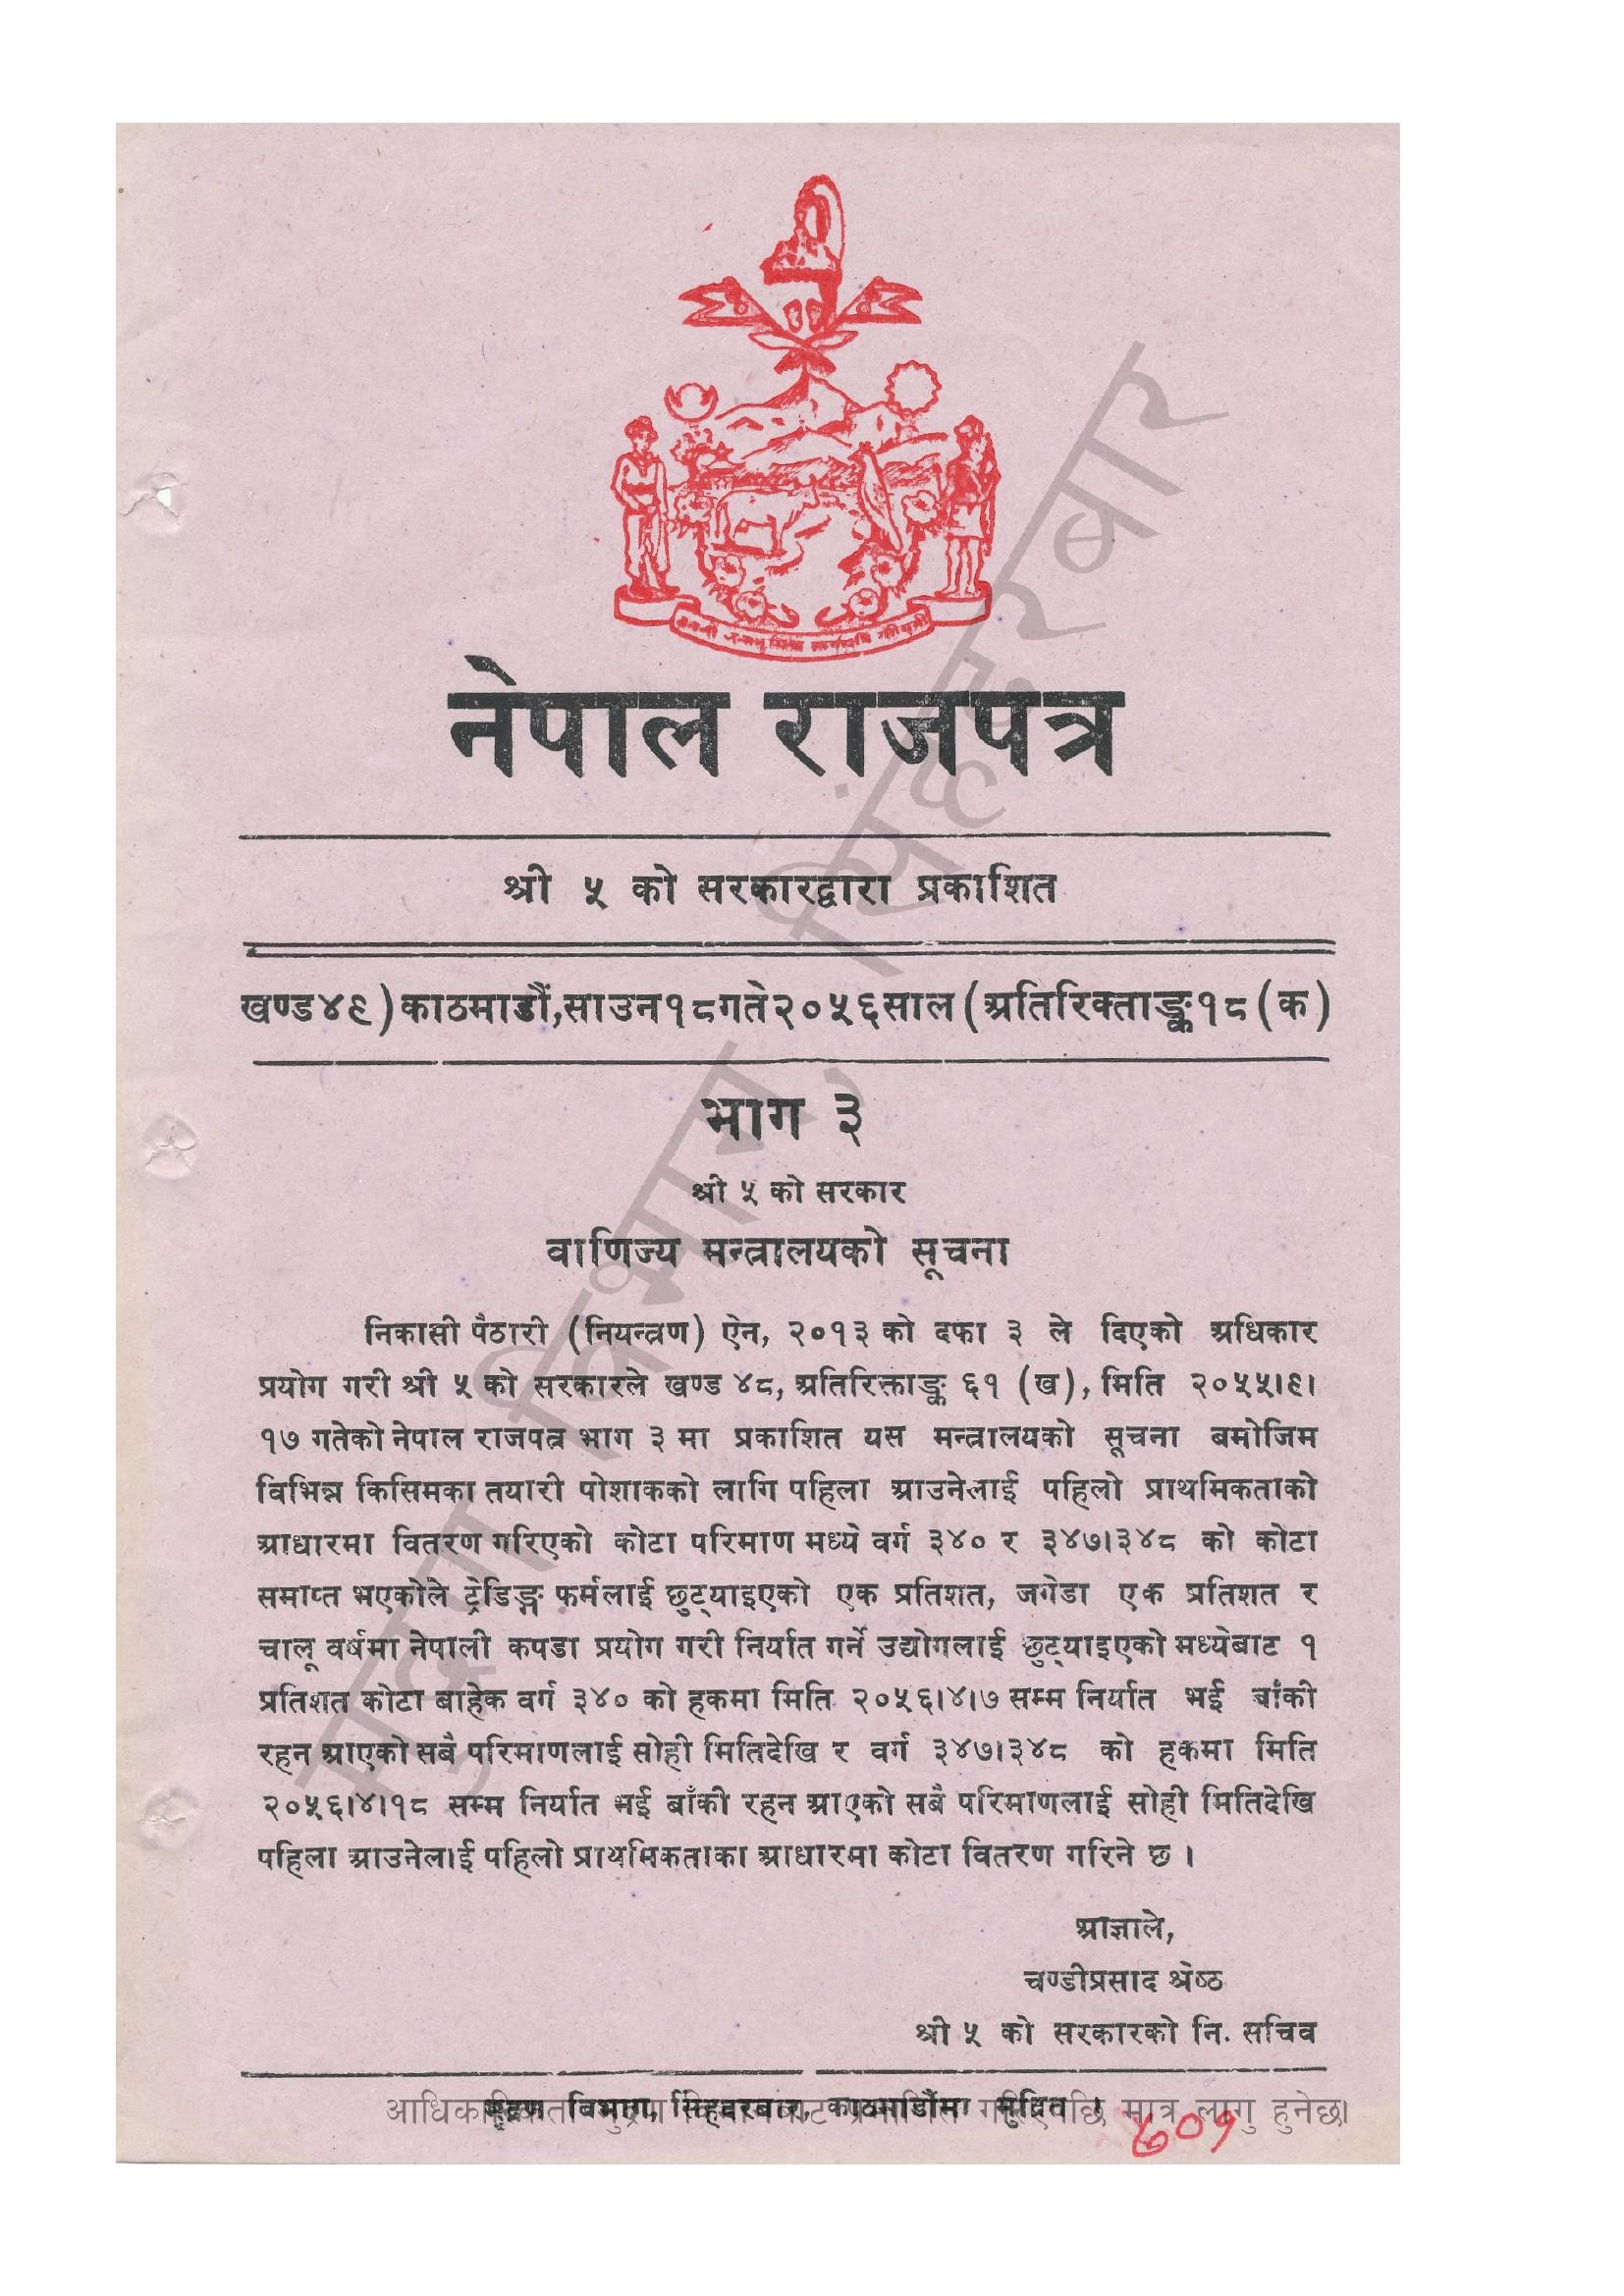 नेपाल राजपत्र
श्री ५ को सरकारद्वारा प्रकाशित
खण्ड ४९) काठमाडौं, साउन १८ गते २०५६ साल (अतिरिक्ताङ्क १८ (क)
भाग ३
श्री ५ को सरकार
वाणिज्य मन्त्रालयको सूचना
निकासी पैठारी (नियन्त्रण) ऐन, २०१३ को दफा ३ ले दिएको अधिकार
प्रयोग गरी श्री ५ को सरकारले खण्ड ४८, अतिरिक्ताङ्क ६१ (ख), मिति २०५५।९।
१७ गतेको नेपाल राजपत्र भाग ३ मा प्रकाशित यस मन्त्रालयको सूचना बमोजिम
विभिन्न किसिमका तयारी पोशाकको लागि पहिला आउनेलाई पहिलो प्राथमिकताको
आधारमा वितरण गरिएको कोटा परिमाण मध्ये वर्ग ३४० र ३४७।३४८ को कोटा
समाप्त भएकोले ट्रेडिङ्ग फर्मलाई छुट्याइएको एक प्रतिशत, जगेडा एक प्रतिशत र
चालू वर्षमा नेपाली कपडा प्रयोग गरी निर्यात गर्ने उद्योगलाई छुट्याइएको मध्येबाट १
प्रतिशत कोटा बाहेक वर्ग ३४० को हकमा मिति २०५६।४।७ सम्म निर्यात भई बाँकी
रहन आएको सबै परिमाणलाई सोही मितिदेखि र वर्ग ३४७।३४८ को हकमा मिति
२०५६।४।१८ सम्म निर्यात भई बाँकी रहन आएको सबै परिमाणलाई सोही मितिदेखि
पहिला आउनेलाई पहिलो प्राथमिकताका आधारमा कोटा वितरण गरिने छ ।
आज्ञाले,
चण्डीप्रसाद श्रेष्ठ
श्री ५ को सरकारको नि. सचिव
मुद्रण विभाग, सिंहदरबार, काठमाडौंमा मुद्रित ।
मात्र लागु हुनेछ।
मुद्रण विभाग, सिंहदरबार